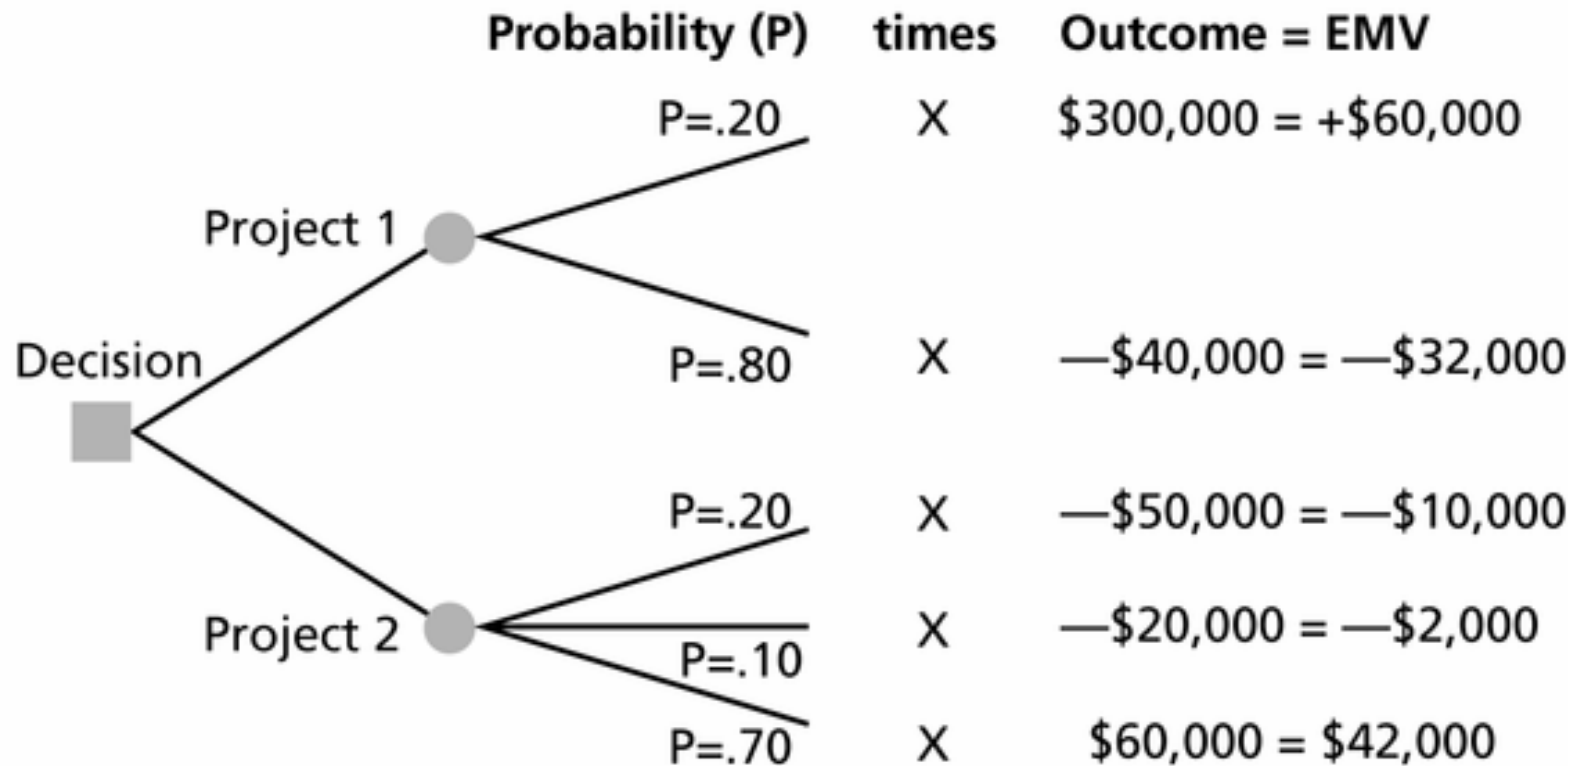 Probability (P) times Outcome = EMV
P=.20 X $300,000 = +$60,000
Project 1
P=.80 X —$40,000 = —$32,000
Decision
P=.20 X —$50,000 = —$10,000
Project 2
P=.10 X —$20,000 = —$2,000
P=.70 X $60,000 = $42,000